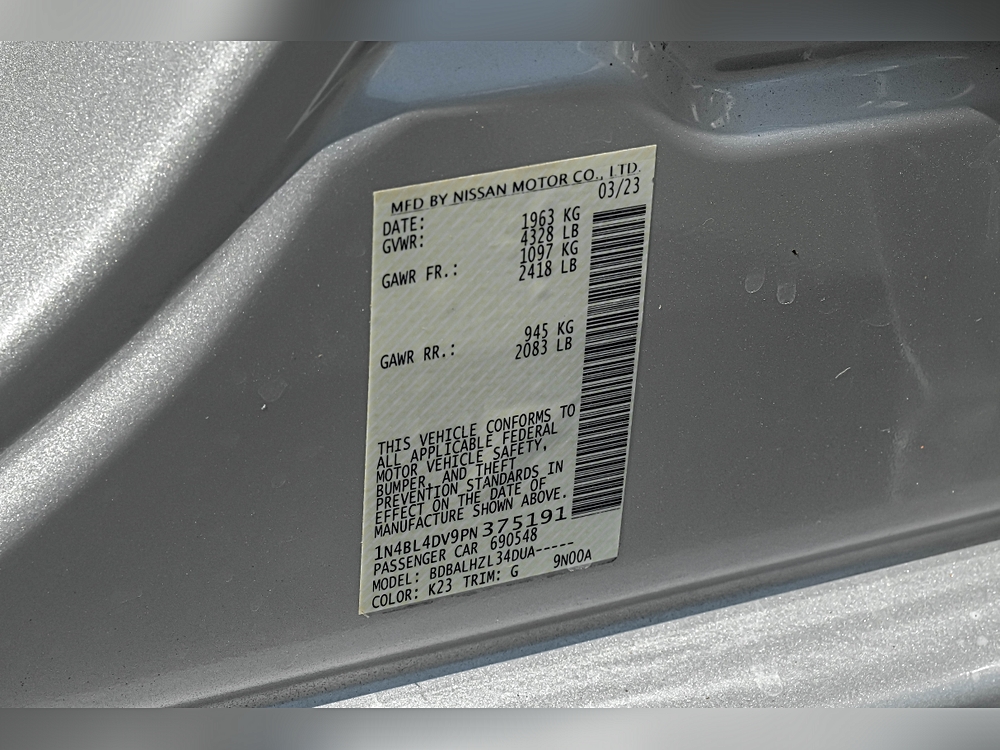 MFD BY NISSAN MOTOR CO., LTD.
DATE: 03/23
GVWR: 1963 KG
4328 LB
GAWR FR.: 1097 KG
2418 LB
GAWR RR.: 945 KG
2083 LB
THIS VEHICLE CONFORMS TO
ALL APPLICABLE FEDERAL
MOTOR VEHICLE SAFETY,
BUMPER, AND THEFT
PREVENTION STANDARDS IN
EFFECT ON THE DATE OF
MANUFACTURE SHOWN ABOVE.
1N4BL4DV9PN375191
PASSENGER CAR 690548
MODEL: BDBALHZL34DUA-----
COLOR: K23 TRIM: G 9N00A